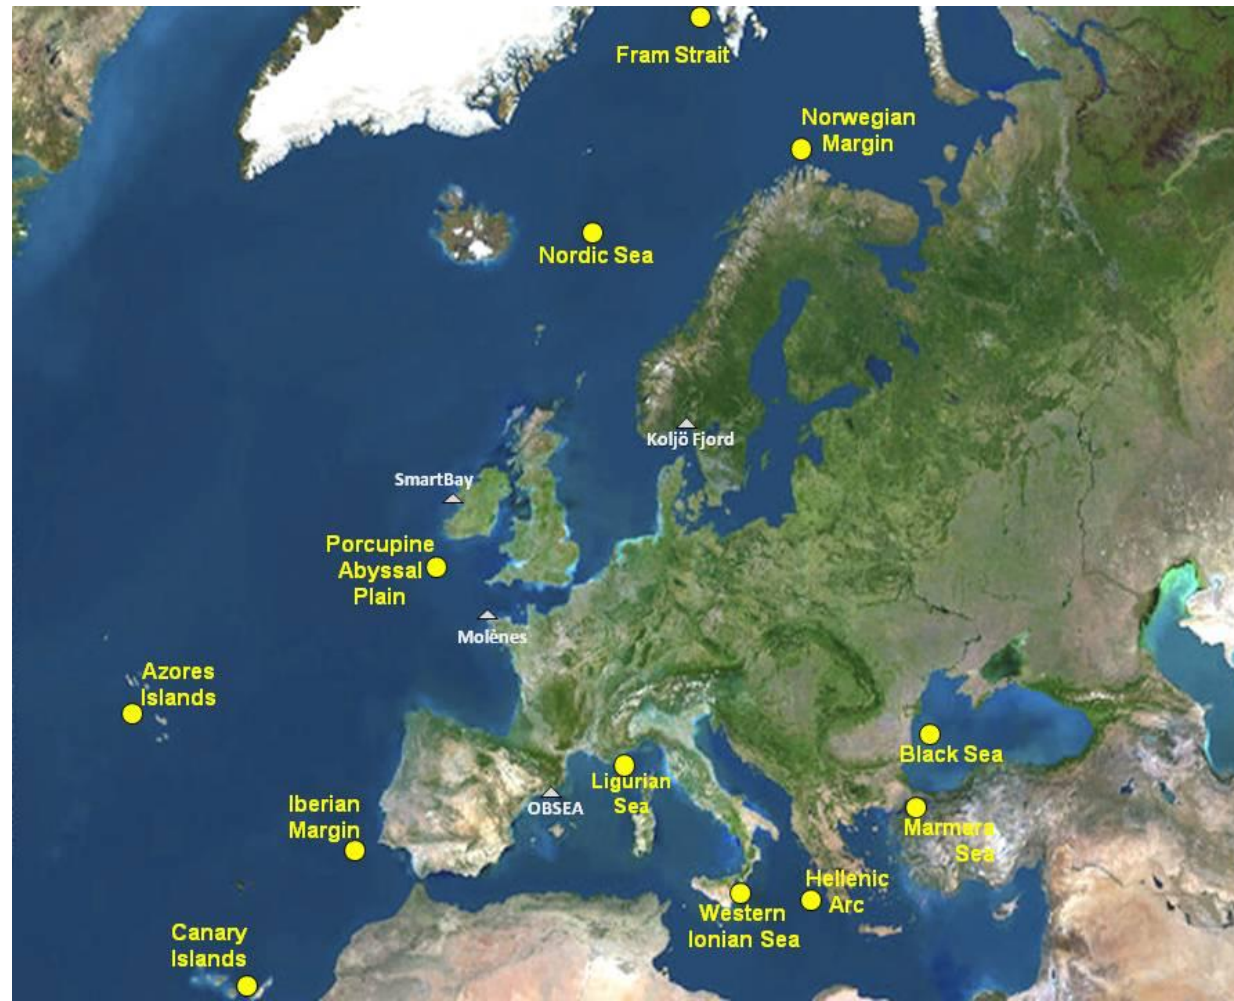 Fram Strait
Norwegian
Margin
Nordic Sea
Koljö Fjord
SmartBay
Porcupine
Abyssal
Plain
Molènes
Azores
Islands
Black Sea
Ligurian
Sea
OBSEA
Iberian
Margin
Marmara
Sea
Hellenic
Arc
Western
Ionian Sea
Canary
Islands